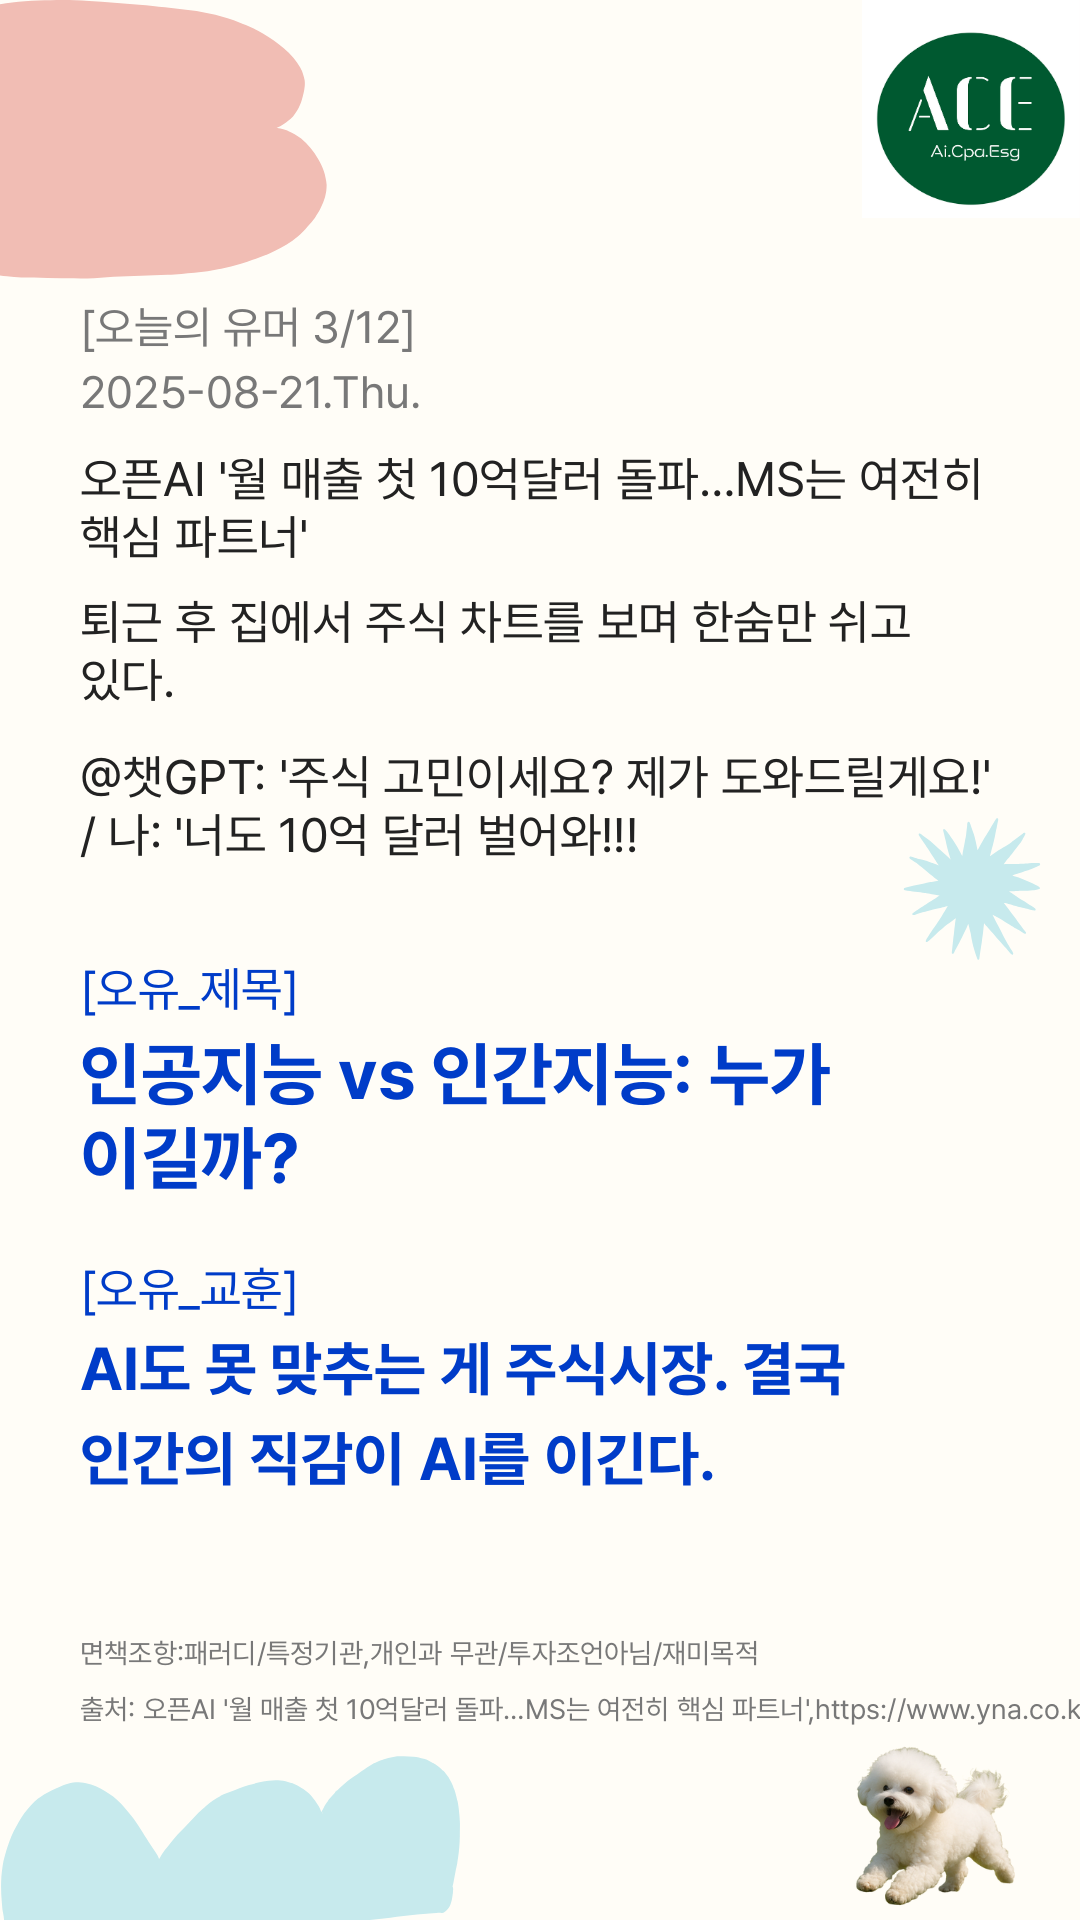 ACE
Ai.Cpa.Esg
[오늘의 유머 3/12]
2025-08-21.Thu.
오픈AI '월 매출 첫 10억달러 돌파...MS는 여전히
핵심 파트너'
퇴근 후 집에서 주식 차트를 보며 한숨만 쉬고
있다.
@챗GPT: '주식 고민이세요? 제가 도와드릴게요!'
/ 나: '너도 10억 달러 벌어와!!!
[오유_제목]
인공지능 vs 인간지능: 누가
이길까?
[오유_교훈]
AI도 못 맞추는 게 주식시장. 결국
인간의 직감이 AI를 이긴다.
면책조항:패러디/특정기관,개인과 무관/투자조언아님/재미목적
출처: 오픈AI '월 매출 첫 10억달러 돌파...MS는 여전히 핵심 파트너',https://www.yna.co.k